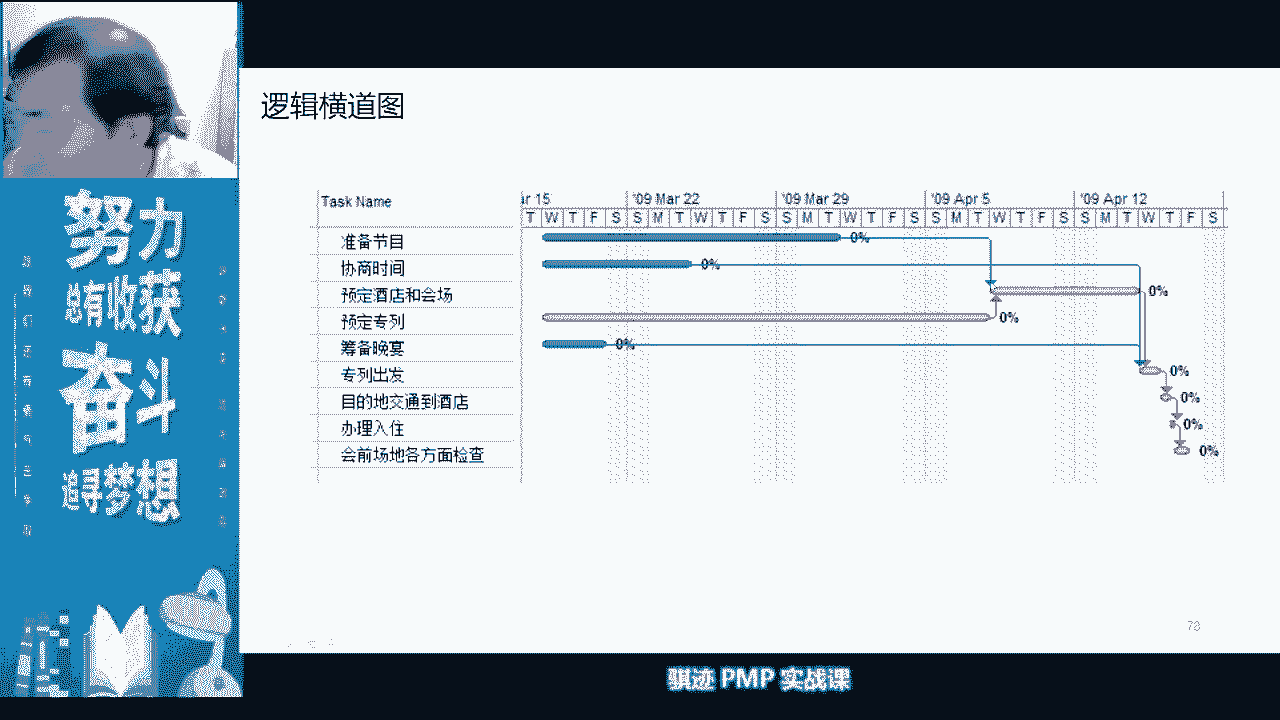 逻辑横道图
努力
总有收获
奋斗
追寻梦想
Task Name
ır 15 '09 Mar 22 '09 Mar 29 '09 Apr 5 '09 Apr 12
T W T F S S M T W T F S S M T W T F S S M T W T F S S M T W T F S
准备节目 0%
协商时间 0%
预定酒店和会场 0%
预定专列 0%
筹备晚宴 0%
专列出发 0%
目的地交通到酒店 0%
办理入住 0%
会前场地各方面检查 0%
73
骐迹 PMP 实战课